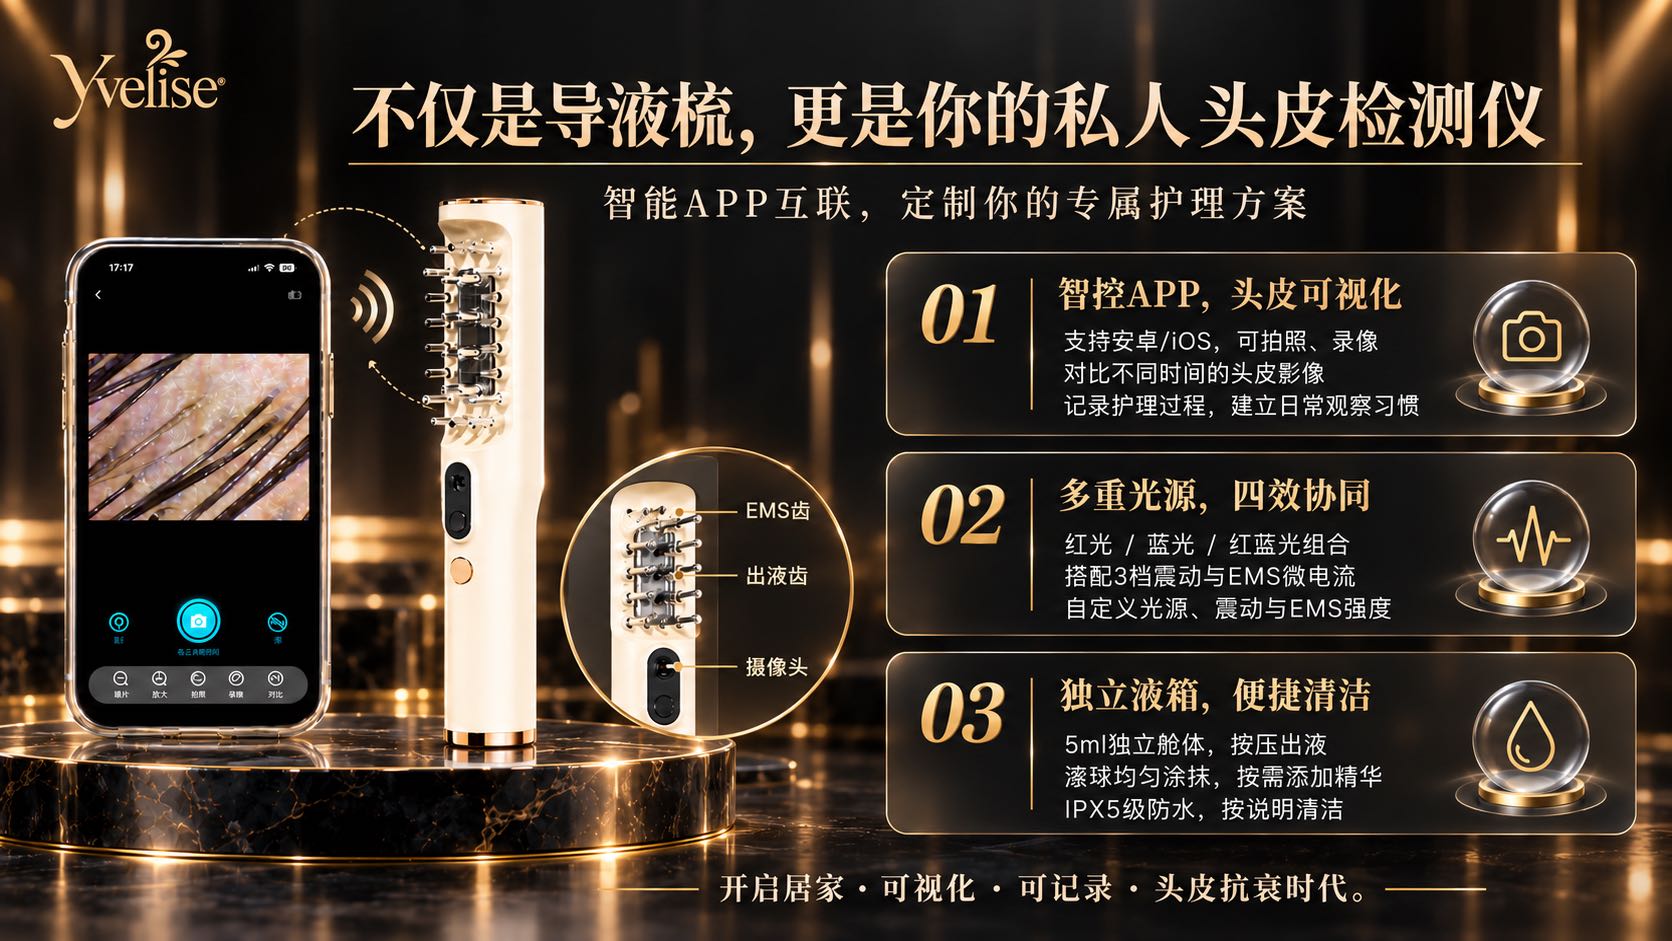 Yvelise®
不仅是导液梳，更是你的私人头皮检测仪
智能APP互联，定制你的专属护理方案
17:17
EMS齿
出液齿
摄像头
放大
对比
01
智控APP，头皮可视化
支持安卓/iOS，可拍照、录像
对比不同时间的头皮影像
记录护理过程，建立日常观察习惯
02
多重光源，四效协同
红光 / 蓝光 / 红蓝光组合
搭配3档震动与EMS微电流
自定义光源、震动与EMS强度
03
独立液箱，便捷清洁
5ml独立舱体，按压出液
滚球均匀涂抹，按需添加精华
IPX5级防水，按说明清洁
开启居家·可视化·可记录·头皮抗衰时代。